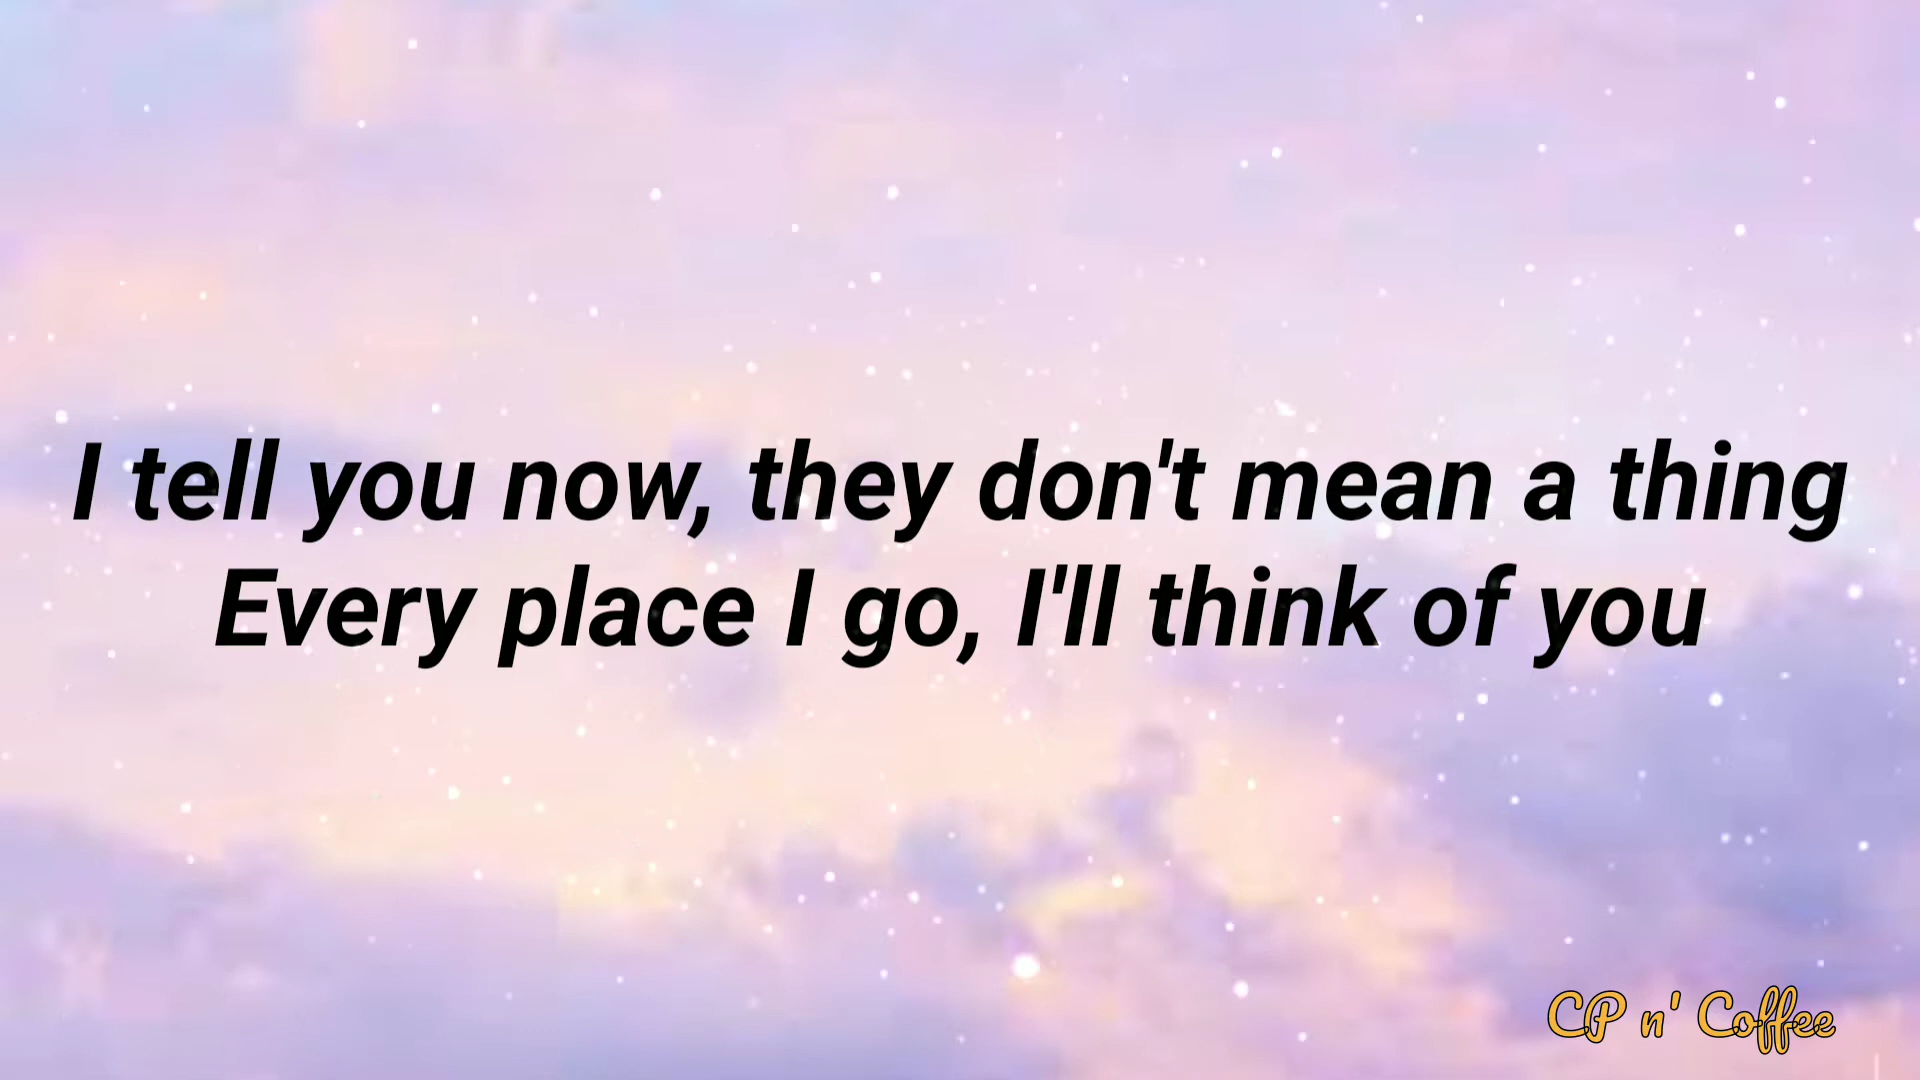 I tell you now, they don't mean a thing
Every place I go, I'll think of you
CP n' Coffee